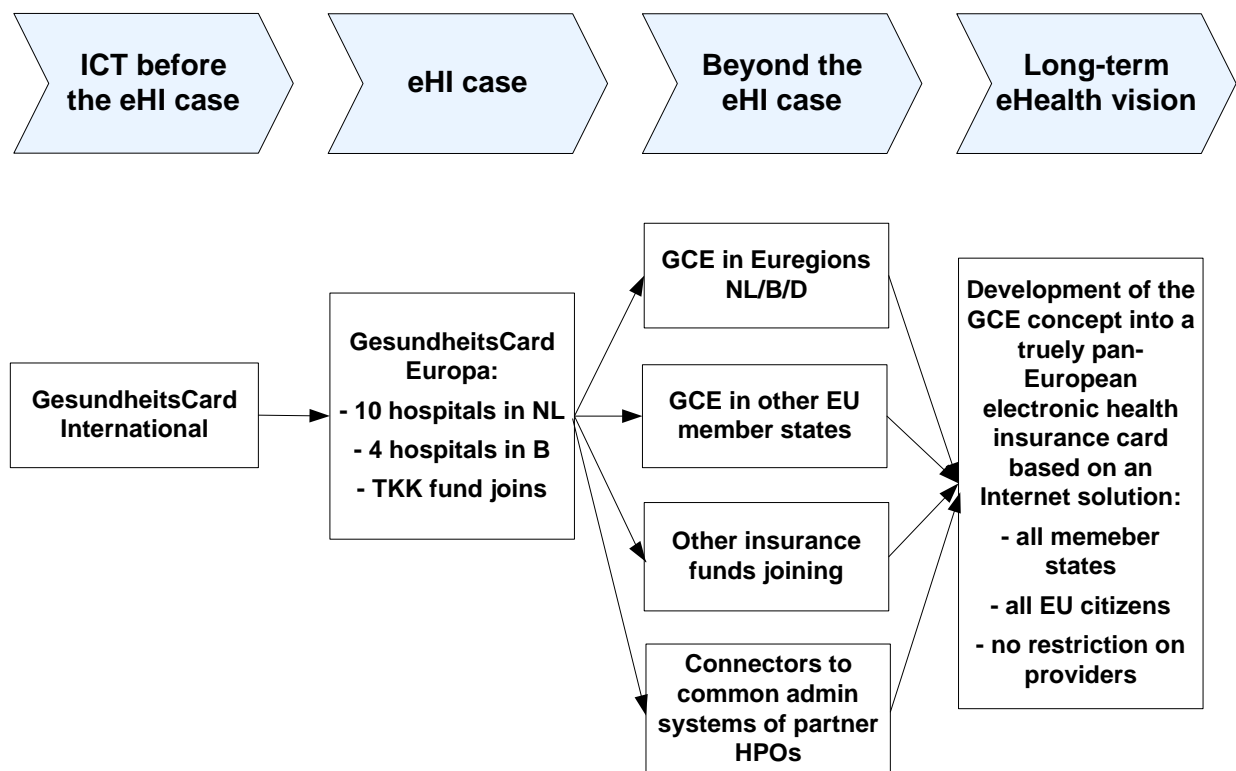 ICT before
the eHI case
eHI case
Beyond the
eHI case
Long-term
eHealth vision
GesundheitsCard
International
GesundheitsCard
Europa:
- 10 hospitals in NL
- 4 hospitals in B
- TKK fund joins
GCE in Euregions
NL/B/D
GCE in other EU
member states
Other insurance
funds joining
Connectors to
common admin
systems of partner
HPOs
Development of the
GCE concept into a
truely pan-
European
electronic health
insurance card
based on an
Internet solution:
- all memeber
states
- all EU citizens
- no restriction on
providers